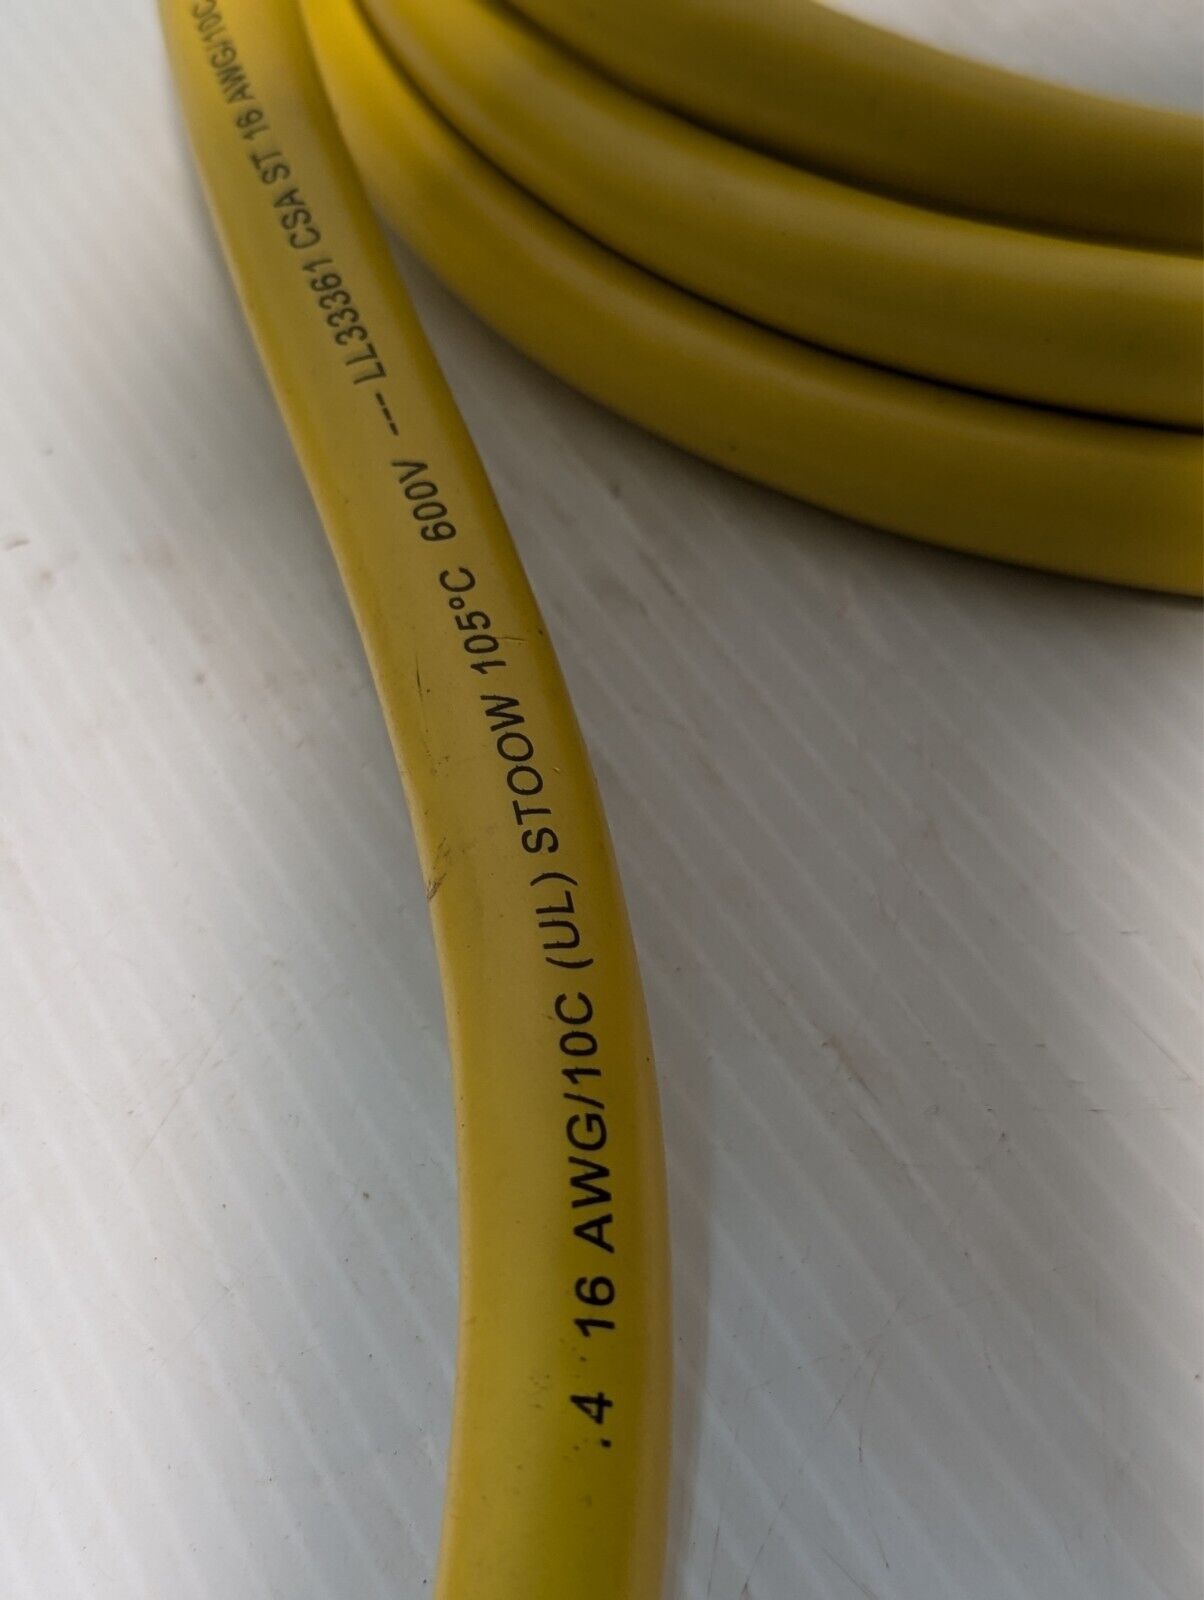 .4 16 AWG/10C (UL) STOOW 105°C 600V --- LL33361 CSA ST 16 AWG/10C